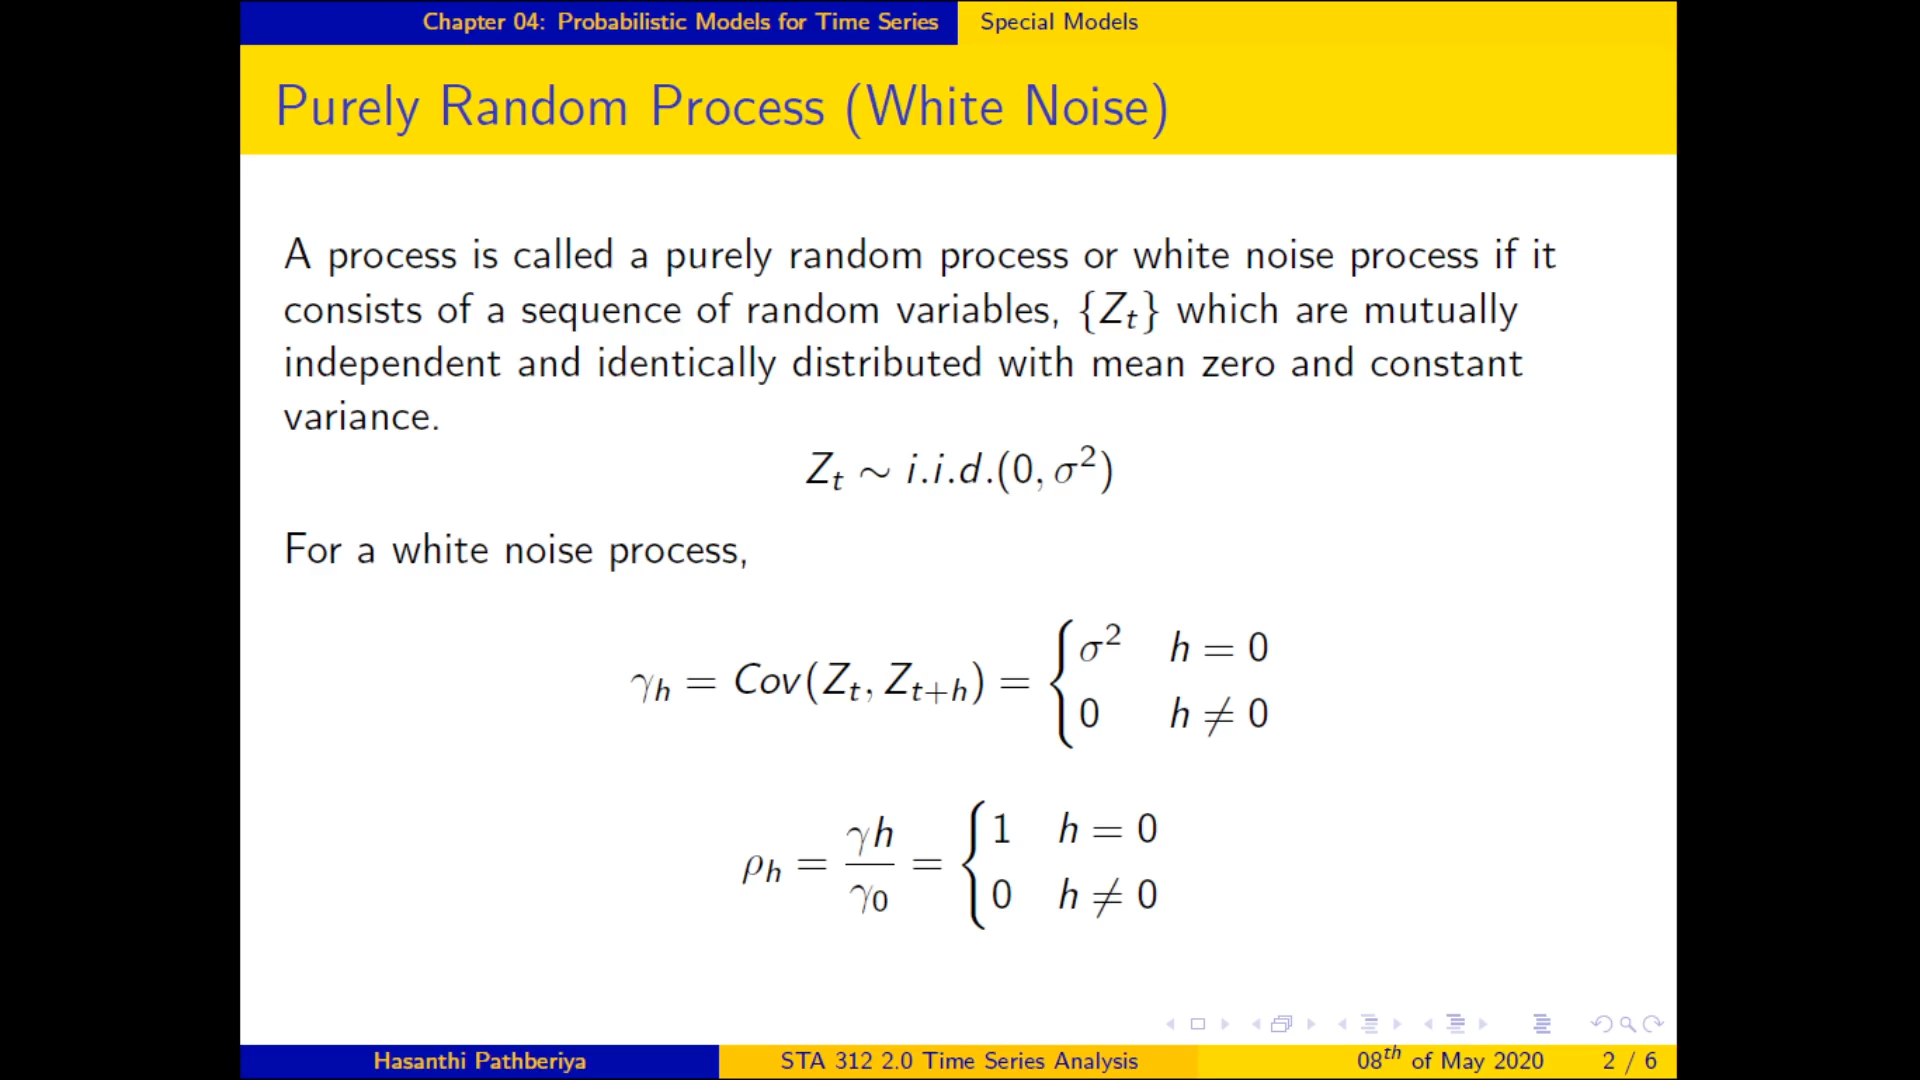 Chapter 04: Probabilistic Models for Time Series Special Models
Purely Random Process (White Noise)
A process is called a purely random process or white noise process if it
consists of a sequence of random variables, {Z_t} which are mutually
independent and identically distributed with mean zero and constant
variance.
Z_t ∼ i.i.d.(0, σ²)
For a white noise process,
γ_h = Cov(Z_t, Z_{t+h}) = { σ² h = 0
0 h ≠ 0
ρ_h = γh / γ_0 = { 1 h = 0
0 h ≠ 0
Hasanthi Pathberiya STA 312 2.0 Time Series Analysis 08th of May 2020 2 / 6